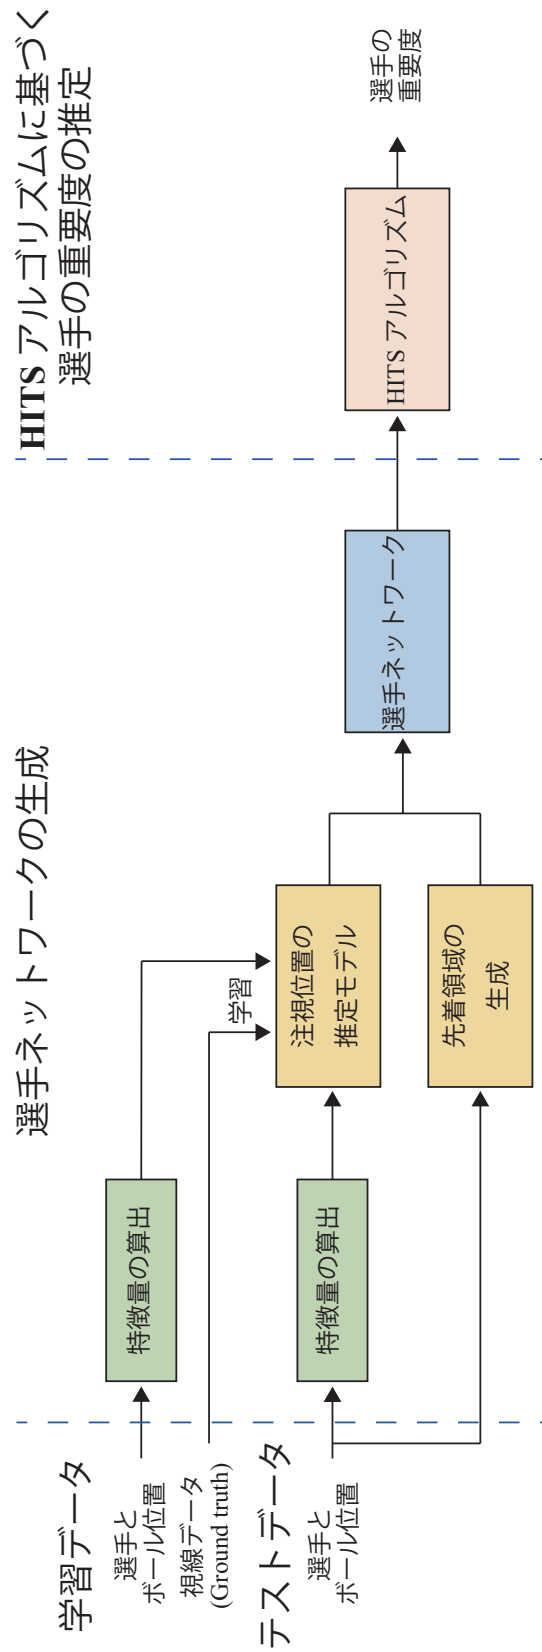 学習データ
選手と
ボール位置
視線データ
(Ground truth)
テストデータ
選手と
ボール位置
選手ネットワークの生成
特徴量の算出
学習
特徴量の算出
注視位置の
推定モデル
先着領域の
生成
選手ネットワーク
HITS アルゴリズムに基づく
選手の重要度の推定
HITS アルゴリズム
選手の
重要度